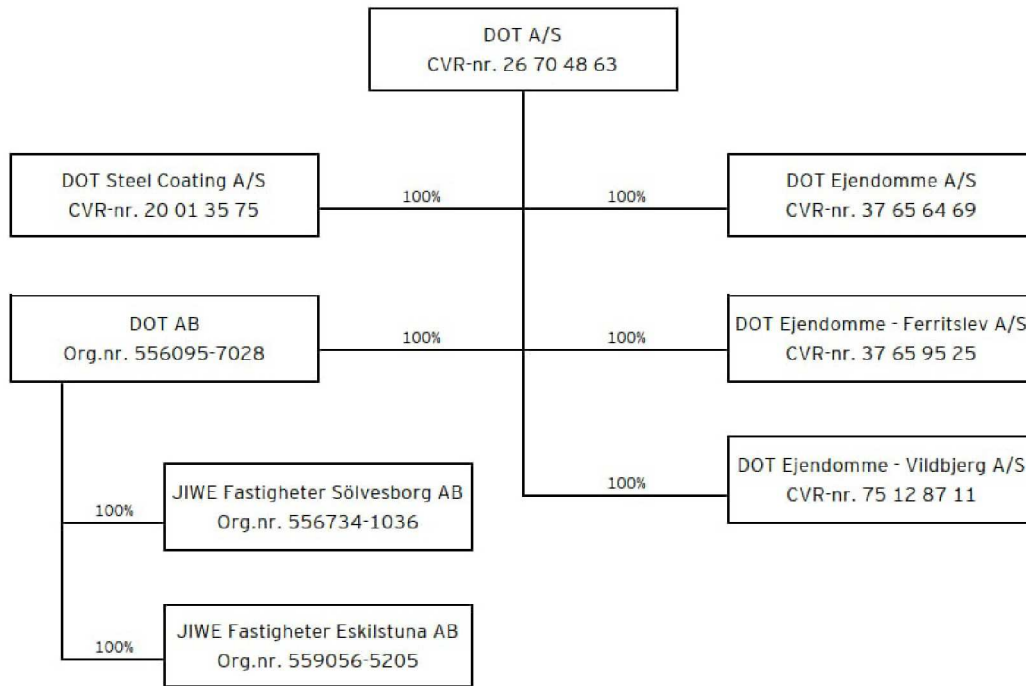 DOT A/S
CVR-nr. 26 70 48 63
DOT Steel Coating A/S
CVR-nr. 20 01 35 75
100%
100%
DOT Ejendomme A/S
CVR-nr. 37 65 64 69
DOT AB
Org.nr. 556095-7028
100%
100%
DOT Ejendomme - Ferritslev A/S
CVR-nr. 37 65 95 25
100%
DOT Ejendomme - Vildbjerg A/S
CVR-nr. 75 12 87 11
100%
JIWE Fastigheter Sölvesborg AB
Org.nr. 556734-1036
100%
JIWE Fastigheter Eskilstuna AB
Org.nr. 559056-5205